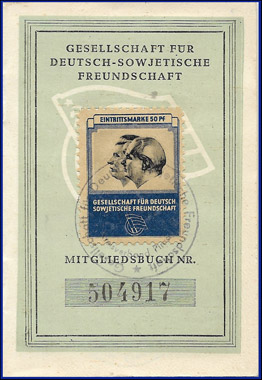 GESELLSCHAFT FÜR
DEUTSCH-SOWJETISCHE
FREUNDSCHAFT
EINTRITTSMARKE 50 PF
GESELLSCHAFT FÜR DEUTSCH
SOWJETISCHE FREUNDSCHAFT
MITGLIEDSBUCH NR.
504917